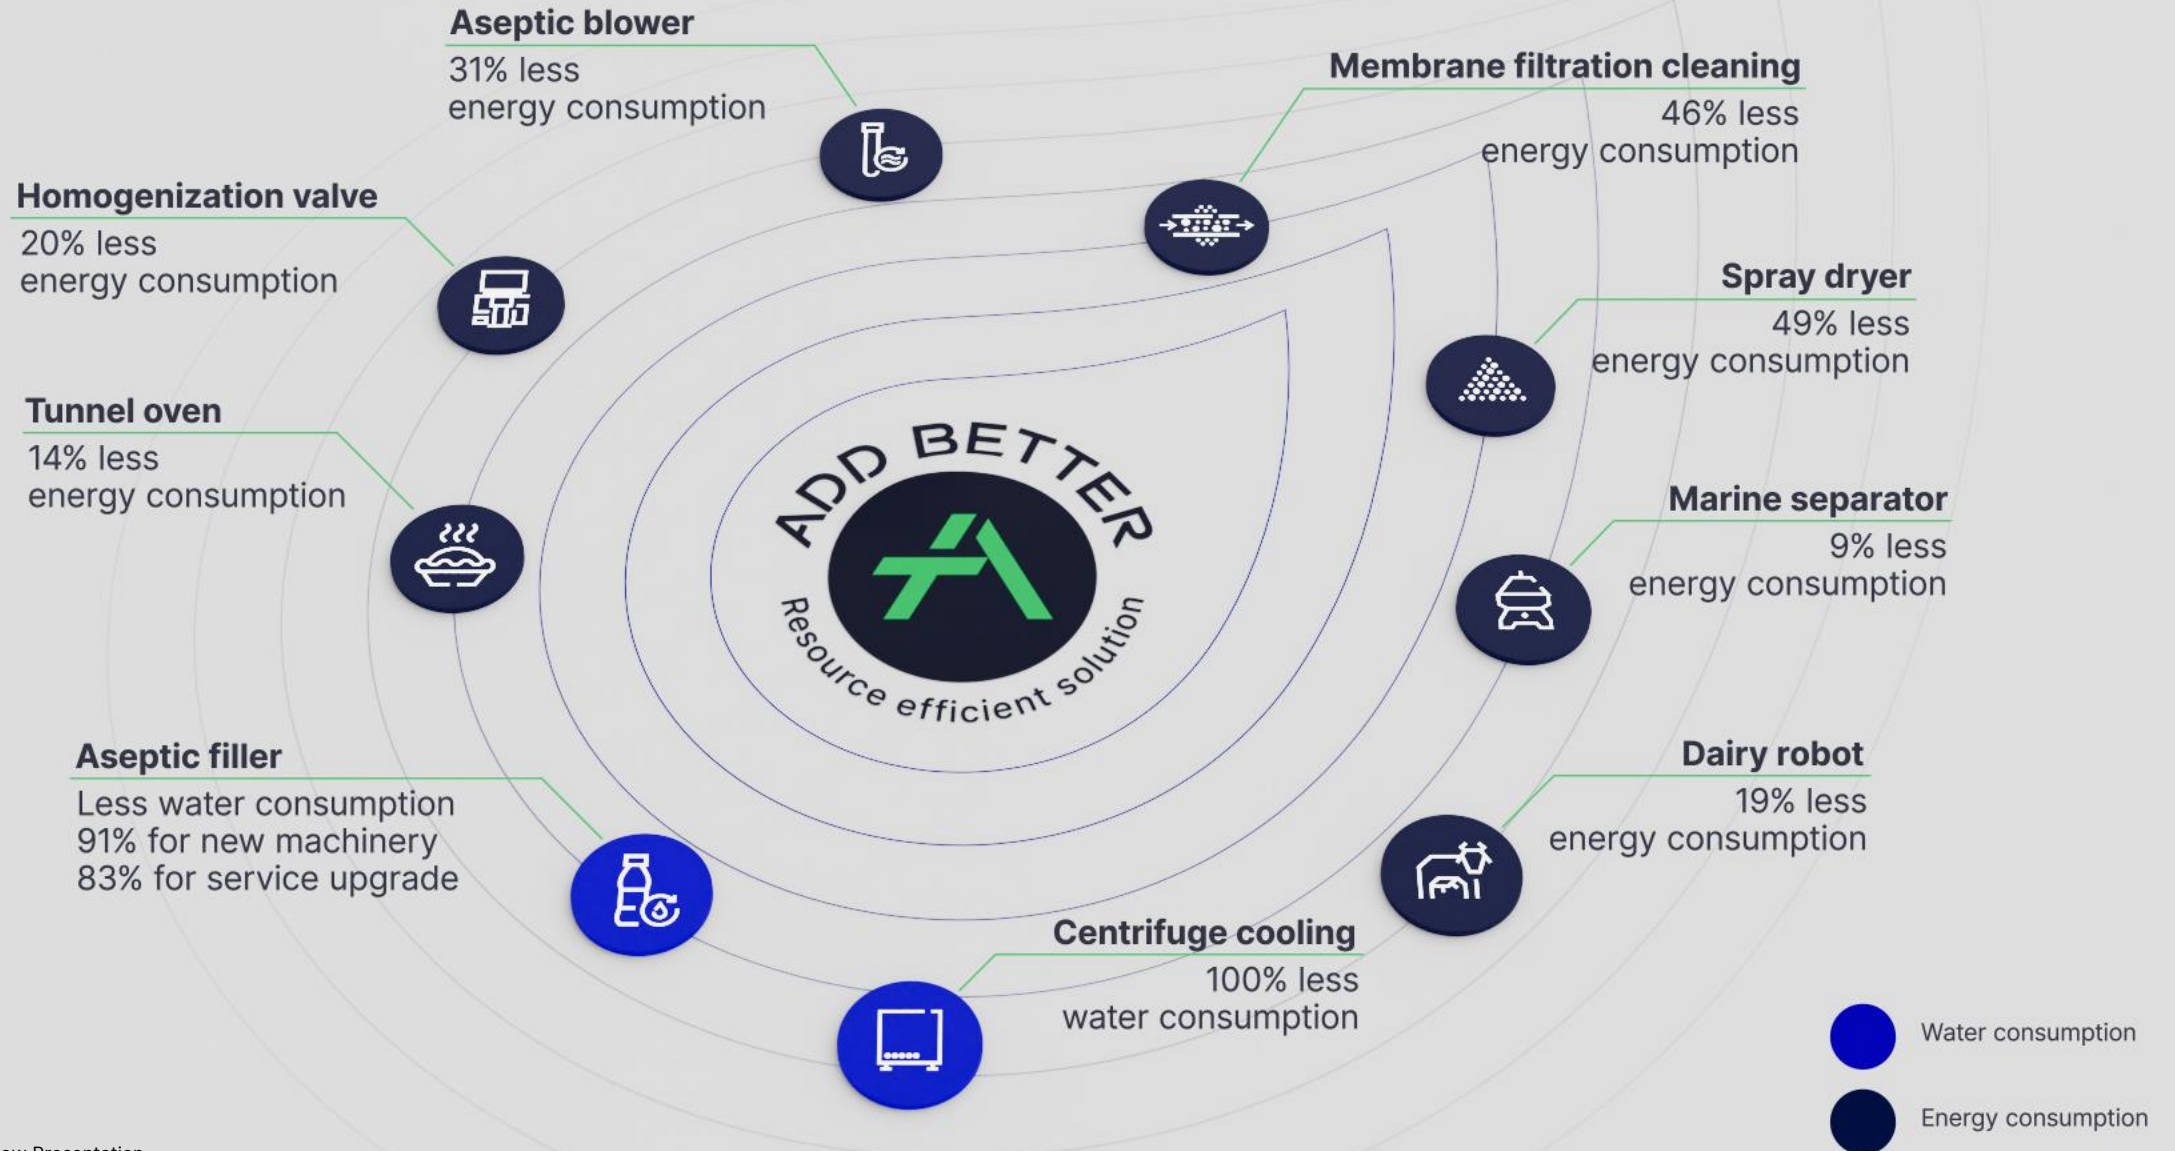 Aseptic blower
31% less
energy consumption
Membrane filtration cleaning
46% less
energy consumption
Homogenization valve
20% less
energy consumption
Spray dryer
49% less
energy consumption
Tunnel oven
14% less
energy consumption
ADD BETTER
Resource efficient solution
Marine separator
9% less
energy consumption
Aseptic filler
Less water consumption
91% for new machinery
83% for service upgrade
Dairy robot
19% less
energy consumption
Centrifuge cooling
100% less
water consumption
Water consumption
Energy consumption
Presentation